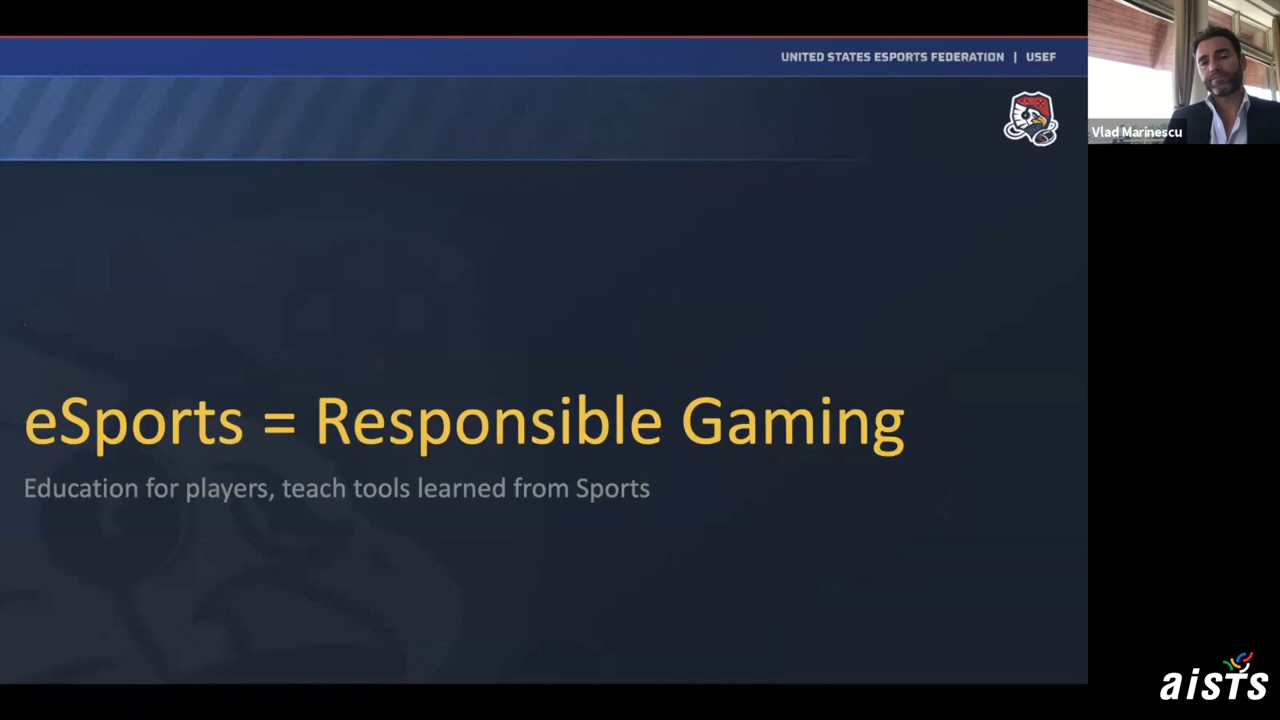 UNITED STATES ESPORTS FEDERATION | USEF
Vlad Marinescu
eSports = Responsible Gaming
Education for players, teach tools learned from Sports
aists